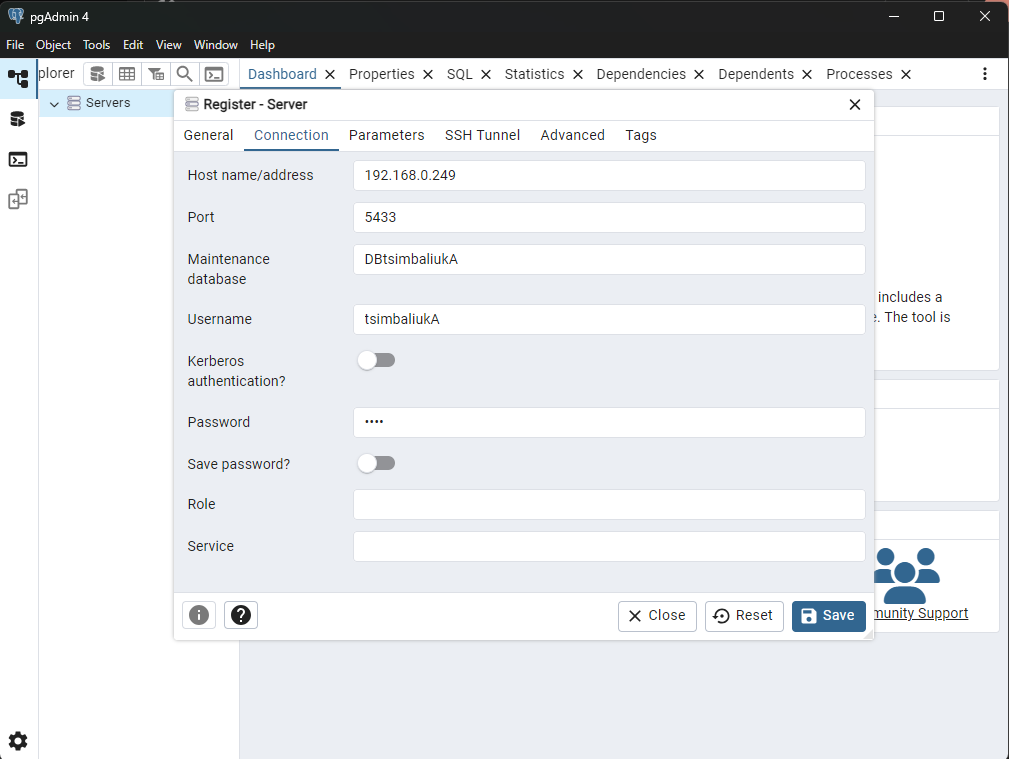 pgAdmin 4
File Object Tools Edit View Window Help
plorer Dashboard Properties SQL Statistics Dependencies Dependents Processes
Servers
Register - Server
General Connection Parameters SSH Tunnel Advanced Tags
Host name/address 192.168.0.249
Port 5433
Maintenance database DBtsimbaliukA
Username tsimbaliukA
includes a
e. The tool is
Kerberos authentication?
Password ••••
Save password?
Role
Service
Close Reset Save
munity Support